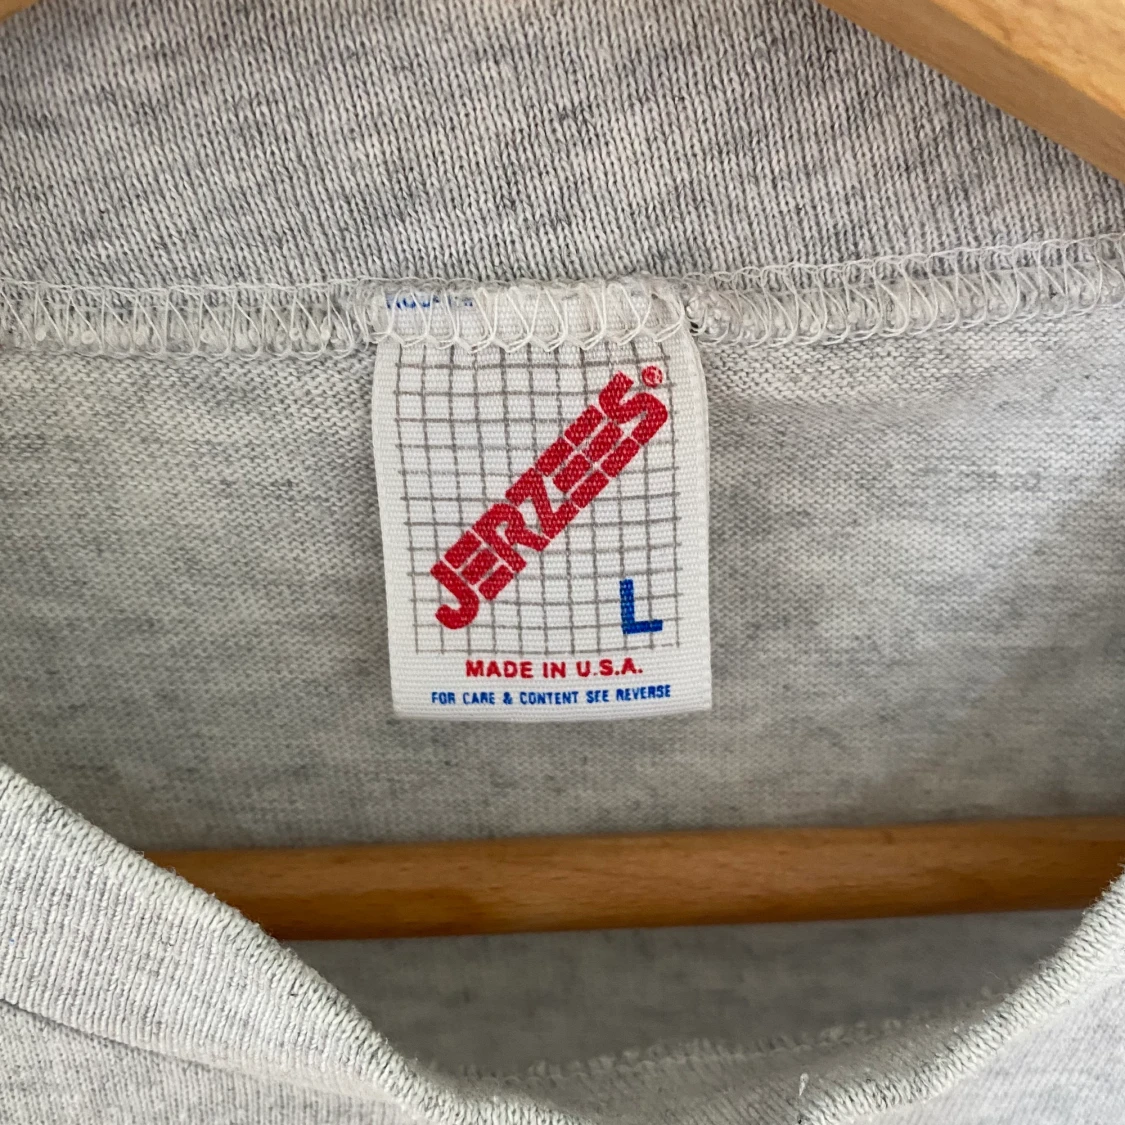 JERZEES®
L
MADE IN U.S.A.
FOR CARE & CONTENT SEE REVERSE